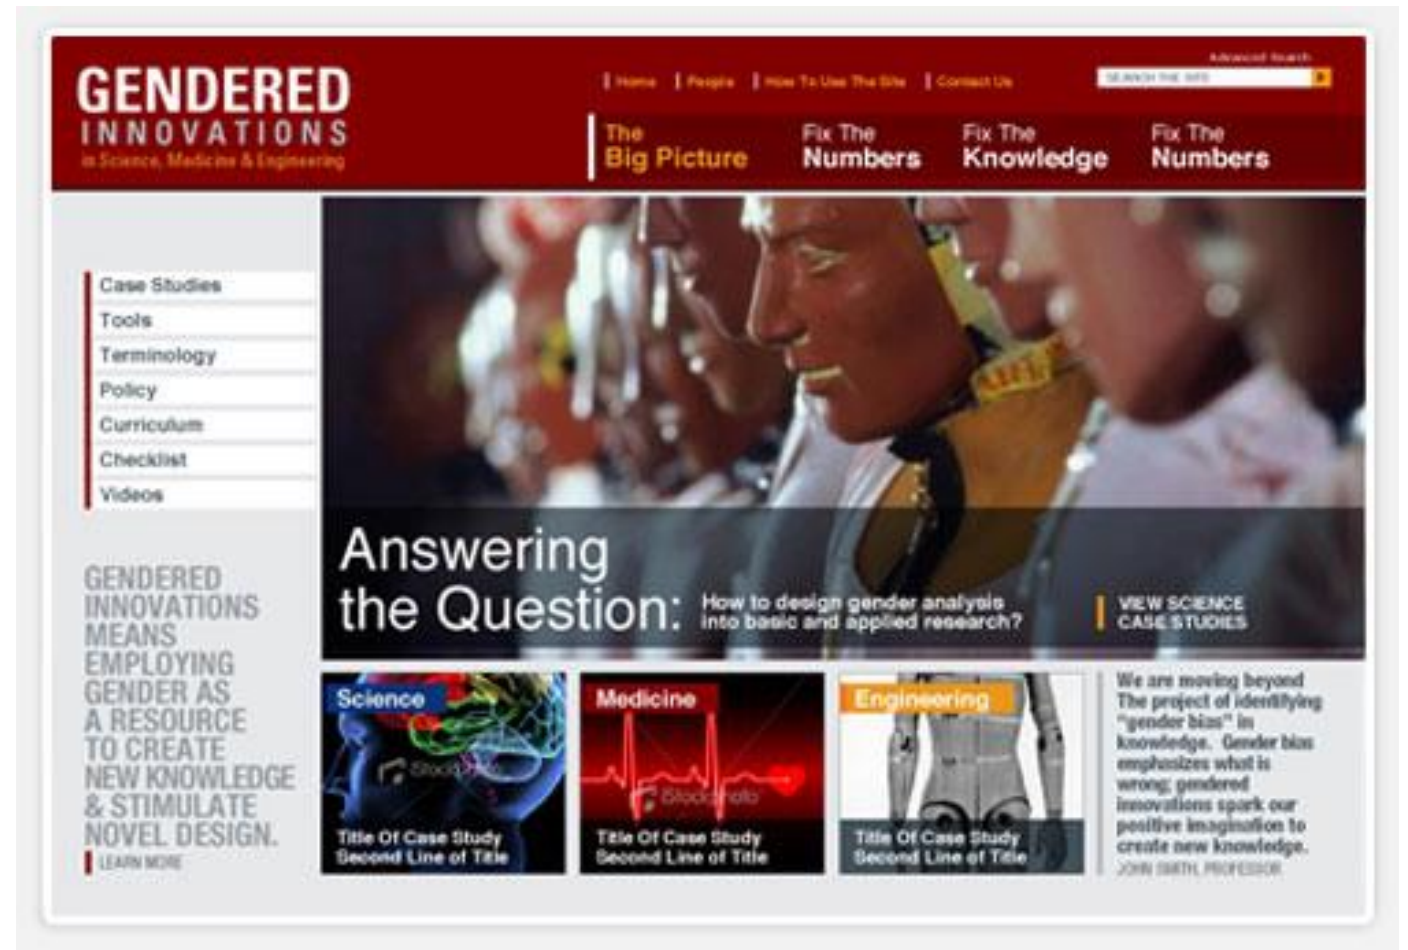 GENDERED
INNOVATIONS
in Science, Medicine & Engineering
Advanced Search
Home People How To Use The Site Contact Us
SEARCH THE SITE
The
Big Picture
Fix The
Numbers
Fix The
Knowledge
Fix The
Numbers
Case Studies
Tools
Terminology
Policy
Curriculum
Checklist
Videos
GENDERED
INNOVATIONS
MEANS
EMPLOYING
GENDER AS
A RESOURCE
TO CREATE
NEW KNOWLEDGE
& STIMULATE
NOVEL DESIGN.
LEARN MORE
Answering
the Question:
How to design gender analysis
into basic and applied research?
VIEW SCIENCE
CASE STUDIES
Science
iStockphoto
Title Of Case Study
Second Line of Title
Medicine
iStockphoto
Title Of Case Study
Second Line of Title
Engineering
Title Of Case Study
Second Line of Title
We are moving beyond
The project of identifying
"gender bias" in
knowledge. Gender bias
emphasizes what is
wrong; gendered
innovations spark our
positive imagination to
create new knowledge.
JOHN SMITH, PROFESSOR